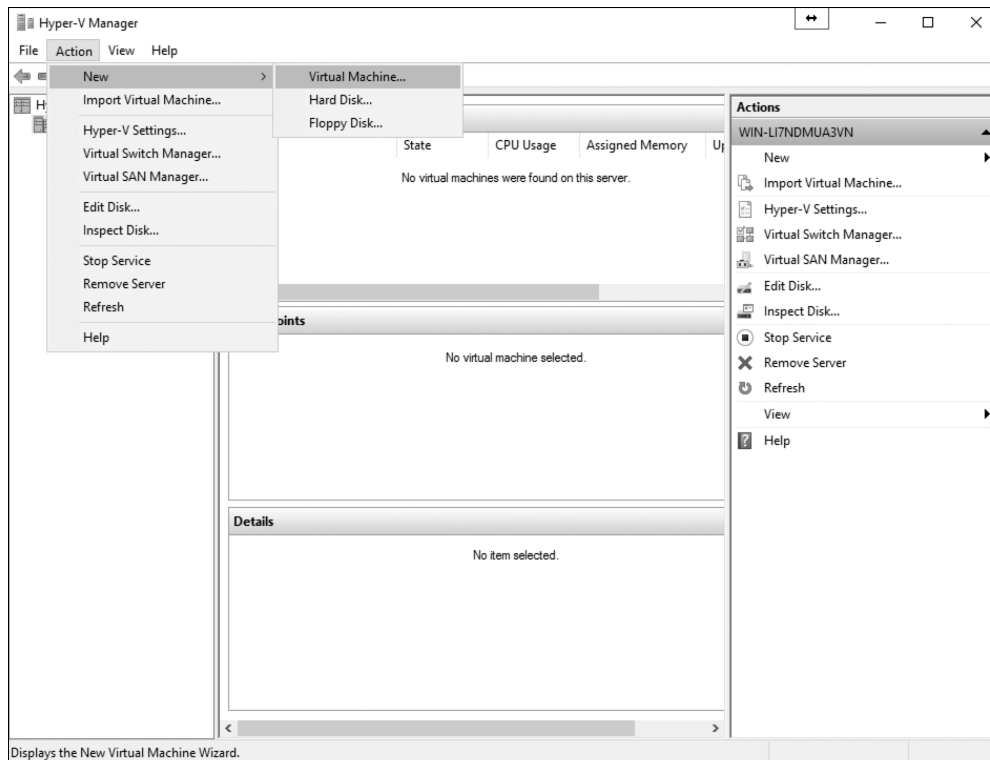 Hyper-V Manager
File Action View Help
New
Import Virtual Machine...
Hyper-V Settings...
Virtual Switch Manager...
Virtual SAN Manager...
Edit Disk...
Inspect Disk...
Stop Service
Remove Server
Refresh
Help
Virtual Machine...
Hard Disk...
Floppy Disk...
State CPU Usage Assigned Memory
No virtual machines were found on this server.
No virtual machine selected.
Details
No item selected.
Actions
WIN-LI7NDMUA3VN
New
Import Virtual Machine...
Hyper-V Settings...
Virtual Switch Manager...
Virtual SAN Manager...
Edit Disk...
Inspect Disk...
Stop Service
Remove Server
Refresh
View
Help
Displays the New Virtual Machine Wizard.